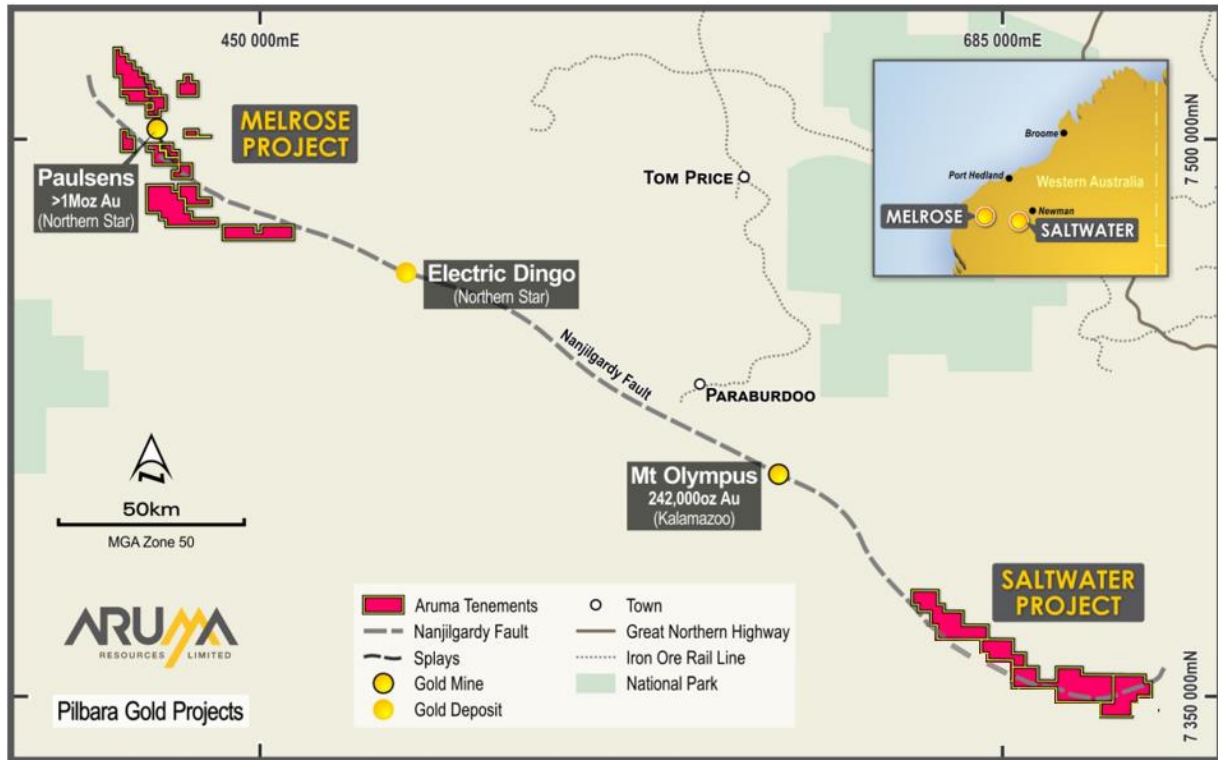 450 000mE
685 000mE
7 500 000mN
7 350 000mN
MELROSE
PROJECT
Paulsens
>1Moz Au
(Northern Star)
Electric Dingo
(Northern Star)
Nanjilgardy Fault
TOM PRICE
PARABURDOO
Mt Olympus
242,000oz Au
(Kalamazoo)
SALTWATER
PROJECT
Broome
Port Hedland
Western Australia
Newman
MELROSE
SALTWATER
N
50km
MGA Zone 50
ARUMA
RESOURCES LIMITED
Pilbara Gold Projects
Aruma Tenements
Nanjilgardy Fault
Splays
Gold Mine
Gold Deposit
Town
Great Northern Highway
Iron Ore Rail Line
National Park